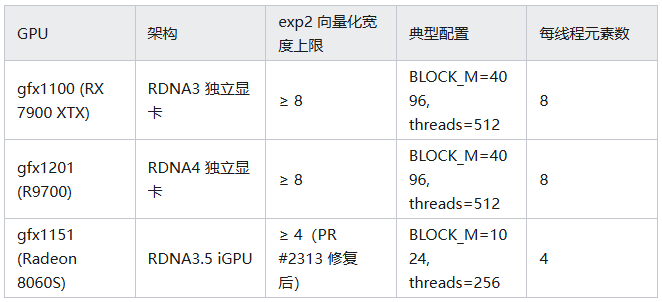 GPU
架构
exp2 向量化宽
度上限
典型配置
每线程元素数
gfx1100 (RX
7900 XTX)
RDNA3 独立显
卡
≥ 8
BLOCK_M=40
96,
threads=512
8
gfx1201
(R9700)
RDNA4 独立显
卡
≥ 8
BLOCK_M=40
96,
threads=512
8
gfx1151
(Radeon
8060S)
RDNA3.5 iGPU
≥ 4（PR
#2313 修复
后）
BLOCK_M=10
24,
threads=256
4